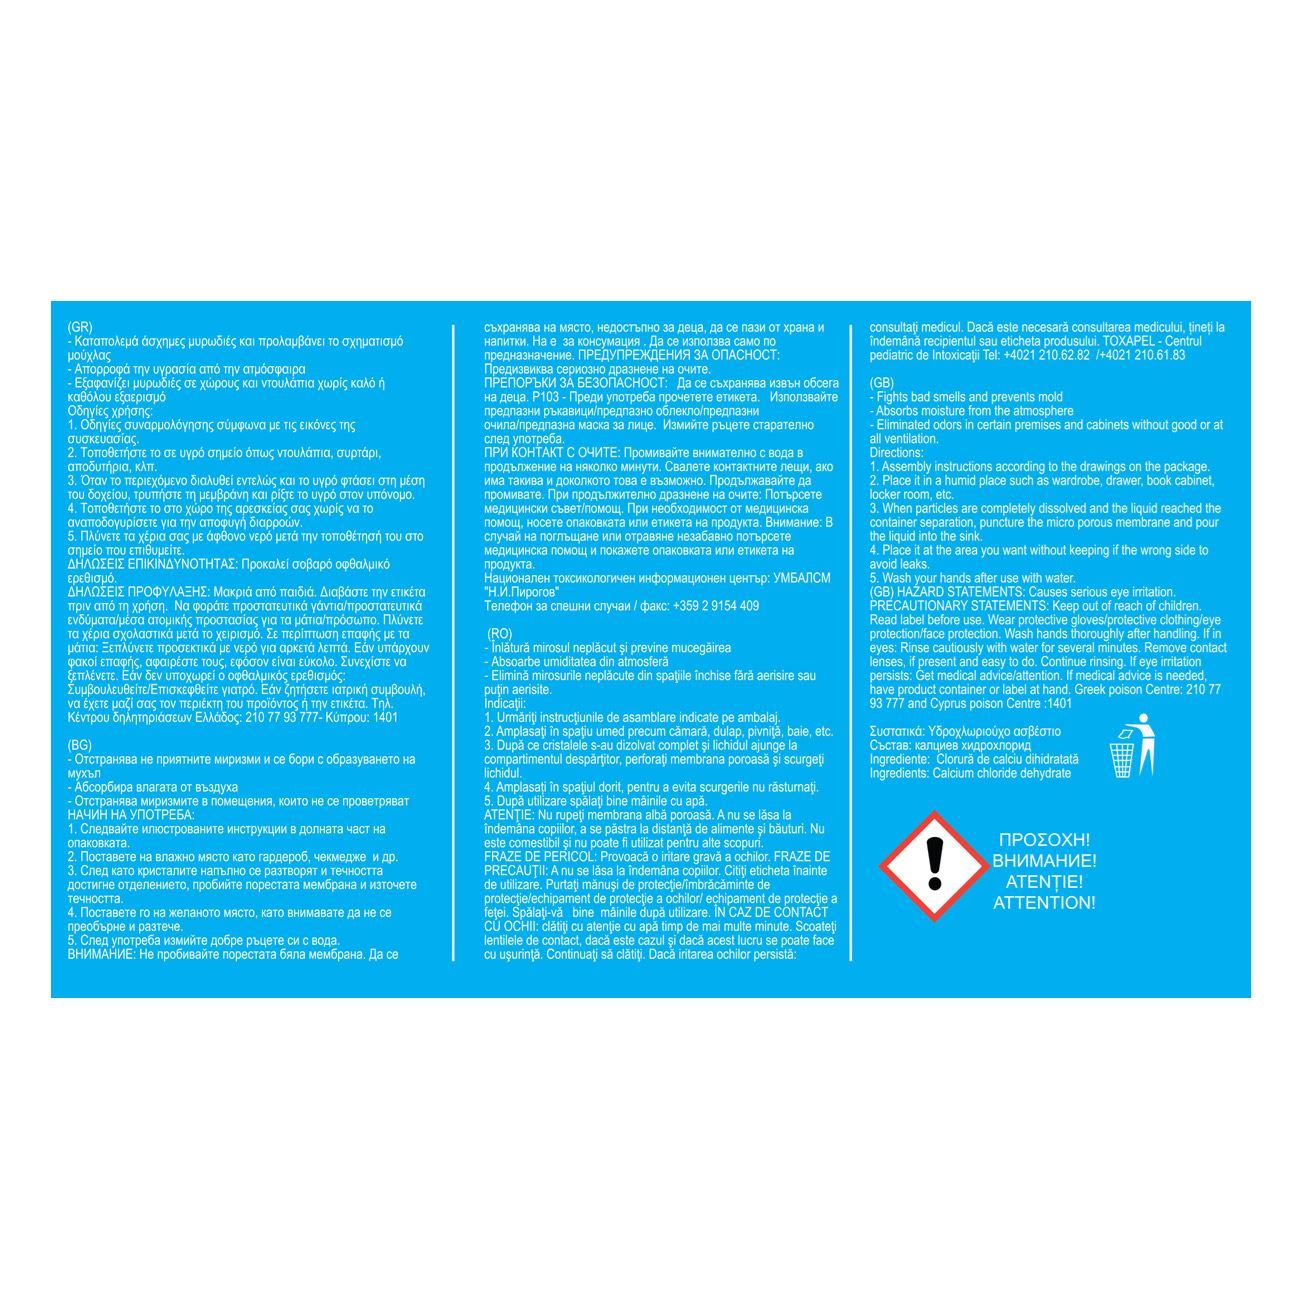 (GR)
- Καταπολεμά άσχημες μυρωδιές και προλαμβάνει το σχηματισμό
μούχλας
- Απορροφά την υγρασία από την ατμόσφαιρα
- Εξαφανίζει μυρωδιές σε χώρους και ντουλάπια χωρίς καλό ή
καθόλου εξαερισμό
Οδηγίες χρήσης:
1. Οδηγίες συναρμολόγησης σύμφωνα με τις εικόνες της
συσκευασίας.
2. Τοποθετήστε το σε υγρό σημείο όπως ντουλάπια, συρτάρι,
αποδυτήρια, κλπ.
3. Όταν το περιεχόμενο διαλυθεί εντελώς και το υγρό φτάσει στη μέση
του δοχείου, τρυπήστε τη μεμβράνη και ρίξτε το υγρό στον υπόνομο.
4. Τοποθετήστε το στο χώρο της αρεσκείας σας χωρίς να το
αναποδογυρίσετε για την αποφυγή διαρροών.
5. Πλύνετε τα χέρια σας με άφθονο νερό μετά την τοποθέτησή του στο
σημείο που επιθυμείτε.
ΔΗΛΩΣΕΙΣ ΕΠΙΚΙΝΔΥΝΟΤΗΤΑΣ: Προκαλεί σοβαρό οφθαλμικό
ερεθισμό.
ΔΗΛΩΣΕΙΣ ΠΡΟΦΥΛΑΞΗΣ: Μακριά από παιδιά. Διαβάστε την ετικέτα
πριν από τη χρήση.  Να φοράτε προστατευτικά γάντια/προστατευτικά
ενδύματα/μέσα ατομικής προστασίας για τα μάτια/πρόσωπο. Πλύνετε
τα χέρια σχολαστικά μετά το χειρισμό. Σε περίπτωση επαφής με τα
μάτια: Ξεπλύνετε προσεκτικά με νερό για αρκετά λεπτά. Εάν υπάρχουν
φακοί επαφής, αφαιρέστε τους, εφόσον είναι εύκολο. Συνεχίστε να
ξεπλένετε. Εάν δεν υποχωρεί ο οφθαλμικός ερεθισμός:
Συμβουλευθείτε/Επισκεφθείτε γιατρό. Εάν ζητήσετε ιατρική συμβουλή,
να έχετε μαζί σας τον περιέκτη του προϊόντος ή την ετικέτα. Τηλ.
Κέντρου δηλητηριάσεων Ελλάδος: 210 77 93 777- Κύπρου: 1401
(BG)
- Отстранява не приятните миризми и се бори с образуването на
мухъл
- Абсорбира влагата от въздуха
- Отстранява миризмите в помещения, които не се проветряват
НАЧИН НА УПОТРЕБА:
1. Следвайте илюстрованите инструкции в долната част на
опаковката.
2. Поставете на влажно място като гардероб, чекмедже  и др.
3. След като кристалите напълно се разтворят и течността
достигне отделението, пробийте порестата мембрана и източете
течността.
4. Поставете го на желаното място, като внимавате да не се
преобърне и разтече.
5. След употреба измийте добре ръцете си с вода.
ВНИМАНИЕ: Не пробивайте порестата бяла мембрана. Да се
съхранява на място, недостъпно за деца, да се пази от храна и
напитки. На е  за консумация . Да се използва само по
предназначение. ПРЕДУПРЕЖДЕНИЯ ЗА ОПАСНОСТ:
Предизвиква сериозно дразнене на очите.
ПРЕПОРЪКИ ЗА БЕЗОПАСНОСТ:   Да се съхранява извън обсега
на деца. P103 - Преди употреба прочетете етикета.   Използвайте
предпазни ръкавици/предпазно облекло/предпазни
очила/предпазна маска за лице.  Измийте ръцете старателно
след употреба.
ПРИ КОНТАКТ С ОЧИТЕ: Промивайте внимателно с вода в
продължение на няколко минути. Свалете контактните лещи, ако
има такива и доколкото това е възможно. Продължавайте да
промивате. При продължително дразнене на очите: Потърсете
медицински съвет/помощ. При необходимост от медицинска
помощ, носете опаковката или етикета на продукта. Внимание: В
случай на поглъщане или отравяне незабавно потърсете
медицинска помощ и покажете опаковката или етикета на
продукта.
Национален токсикологичен информационен център: УМБАЛСМ
"Н.И.Пирогов"
Телефон за спешни случаи / факс: +359 2 9154 409
(RO)
- Înlătură mirosul neplăcut şi previne mucegăirea
- Absoarbe umiditatea din atmosferă
- Elimină mirosurile neplăcute din spaţiile închise fără aerisire sau
puţin aerisite.
Indicaţii:
1. Urmăriţi instrucţiunile de asamblare indicate pe ambalaj.
2. Amplasaţi în spaţiu umed precum cămară, dulap, pivniţă, baie, etc.
3. După ce cristalele s-au dizolvat complet şi lichidul ajunge la
compartimentul despărţitor, perforaţi membrana poroasă şi scurgeţi
lichidul.
4. Amplasați în spaţiul dorit, pentru a evita scurgerile nu răsturnaţi.
5. După utilizare spălaţi bine mâinile cu apă.
ATENŢIE: Nu rupeţi membrana albă poroasă. A nu se lăsa la
îndemâna copiilor, a se păstra la distanţă de alimente şi băuturi. Nu
este comestibil şi nu poate fi utilizat pentru alte scopuri.
FRAZE DE PERICOL: Provoacă o iritare gravă a ochilor. FRAZE DE
PRECAUŢII: A nu se lăsa la îndemâna copiilor. Citiţi eticheta înainte
de utilizare. Purtaţi mănuşi de protecţie/îmbrăcăminte de
protecţie/echipament de protecţie a ochilor/ echipament de protecţie a
feţei. Spălaţi-vă   bine  mâinile după utilizare. ÎN CAZ DE CONTACT
CU OCHII: clătiţi cu atenţie cu apă timp de mai multe minute. Scoateţi
lentilele de contact, dacă este cazul şi dacă acest lucru se poate face
cu uşurinţă. Continuaţi să clătiţi. Dacă iritarea ochilor persistă:
consultaţi medicul. Dacă este necesară consultarea medicului, țineți la
îndemână recipientul sau eticheta produsului. TOXAPEL - Centrul
pediatric de Intoxicaţii Tel: +4021 210.62.82  /+4021 210.61.83
(GB)
- Fights bad smells and prevents mold
- Absorbs moisture from the atmosphere
- Eliminated odors in certain premises and cabinets without good or at
all ventilation.
Directions:
1. Assembly instructions according to the drawings on the package.
2. Place it in a humid place such as wardrobe, drawer, book cabinet,
locker room, etc.
3. When particles are completely dissolved and the liquid reached the
container separation, puncture the micro porous membrane and pour
the liquid into the sink.
4. Place it at the area you want without keeping if the wrong side to
avoid leaks.
5. Wash your hands after use with water.
(GB) HAZARD STATEMENTS: Causes serious eye irritation.
PRECAUTIONARY STATEMENTS: Keep out of reach of children.
Read label before use. Wear protective gloves/protective clothing/eye
protection/face protection. Wash hands thoroughly after handling. If in
eyes: Rinse cautiously with water for several minutes. Remove contact
lenses, if present and easy to do. Continue rinsing. If eye irritation
persists: Get medical advice/attention. If medical advice is needed,
have product container or label at hand. Greek poison Centre: 210 77
93 777 and Cyprus poison Centre :1401
Συστατικά: Υδροχλωριούχο ασβέστιο
Състав: калциев хидрохлорид
Ingrediente:  Clorură de calciu dihidratată
Ingredients: Calcium chloride dehydrate
ΠΡΟΣΟΧΗ!
ВНИМАНИЕ!
ATENȚIE!
ATTENTION!